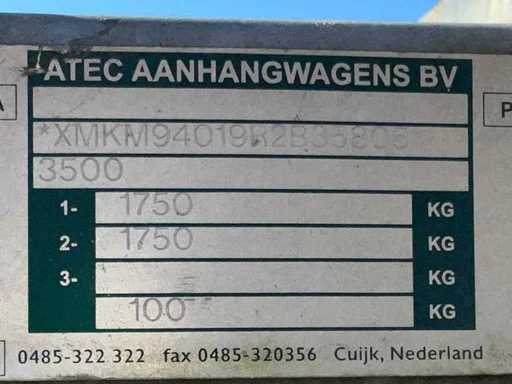 ATEC AANHANGWAGENS BV
A
P
*XMKM94019R2B35806
3500
1- 1750 KG
2- 1750 KG
3- KG
100 KG
0485-322 322 fax 0485-320356 Cuijk, Nederland